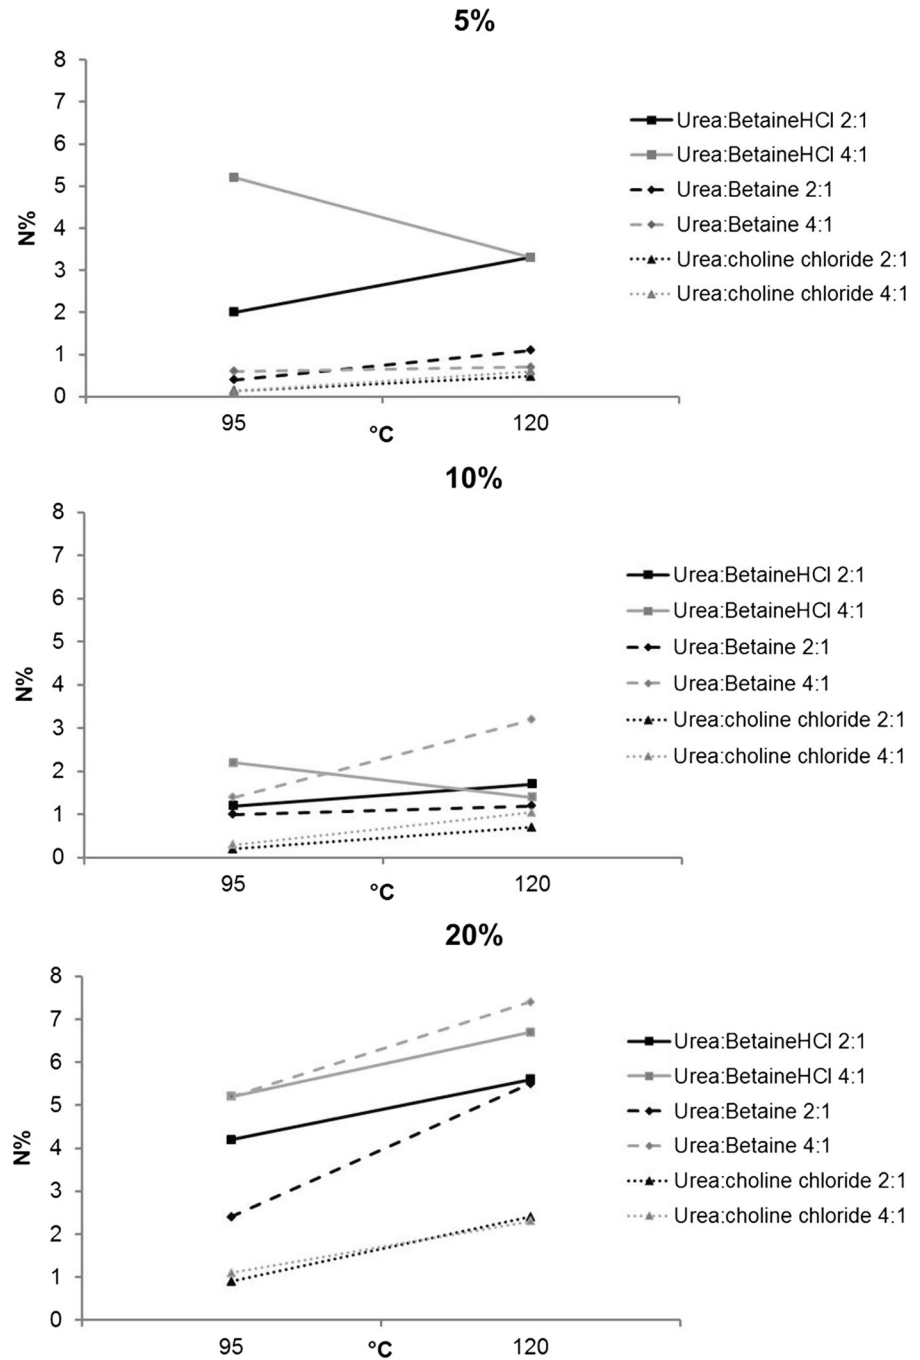 5%
8
7
6
5
4
3
2
1
0
N%
95
120
°C
Urea:BetaineHCl 2:1
Urea:BetaineHCl 4:1
Urea:Betaine 2:1
Urea:Betaine 4:1
Urea:choline chloride 2:1
Urea:choline chloride 4:1
10%
8
7
6
5
4
3
2
1
0
N%
95
120
°C
Urea:BetaineHCl 2:1
Urea:BetaineHCl 4:1
Urea:Betaine 2:1
Urea:Betaine 4:1
Urea:choline chloride 2:1
Urea:choline chloride 4:1
20%
8
7
6
5
4
3
2
1
0
N%
95
120
°C
Urea:BetaineHCl 2:1
Urea:BetaineHCl 4:1
Urea:Betaine 2:1
Urea:Betaine 4:1
Urea:choline chloride 2:1
Urea:choline chloride 4:1